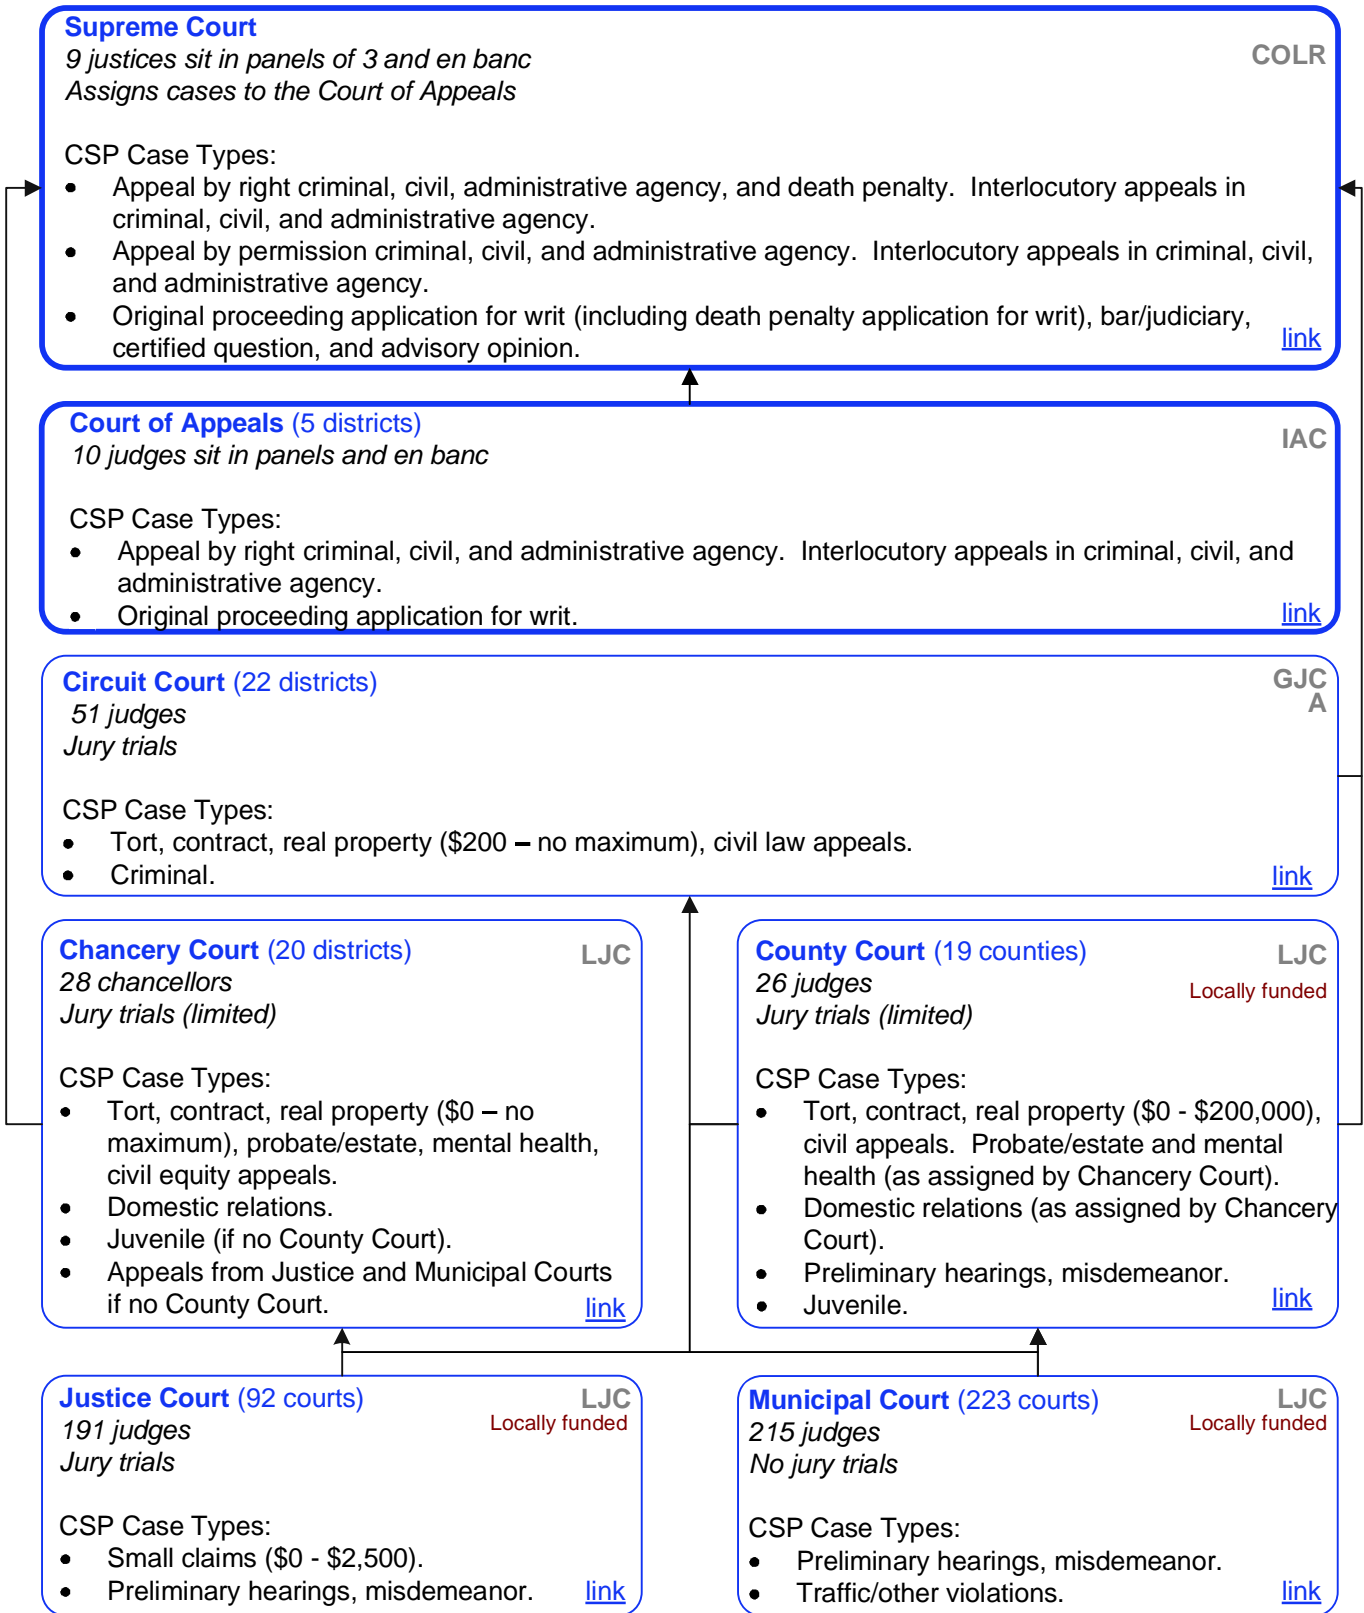 Supreme Court
9 justices sit in panels of 3 and en banc
COLR
Assigns cases to the Court of Appeals
CSP Case Types:
• Appeal by right criminal, civil, administrative agency, and death penalty. Interlocutory appeals in
criminal, civil, and administrative agency.
• Appeal by permission criminal, civil, and administrative agency. Interlocutory appeals in criminal, civil,
and administrative agency.
• Original proceeding application for writ (including death penalty application for writ), bar/judiciary,
certified question, and advisory opinion.
link
Court of Appeals (5 districts)
IAC
10 judges sit in panels and en banc
CSP Case Types:
• Appeal by right criminal, civil, and administrative agency. Interlocutory appeals in criminal, civil, and
administrative agency.
• Original proceeding application for writ.
link
Circuit Court (22 districts)
GJC
A
51 judges
Jury trials
CSP Case Types:
• Tort, contract, real property ($200 – no maximum), civil law appeals.
• Criminal.
link
Chancery Court (20 districts)
LJC
28 chancellors
Jury trials (limited)
CSP Case Types:
• Tort, contract, real property ($0 – no
maximum), probate/estate, mental health,
civil equity appeals.
• Domestic relations.
• Juvenile (if no County Court).
• Appeals from Justice and Municipal Courts
if no County Court.
link
County Court (19 counties)
LJC
26 judges
Locally funded
Jury trials (limited)
CSP Case Types:
• Tort, contract, real property ($0 - $200,000),
civil appeals. Probate/estate and mental
health (as assigned by Chancery Court).
• Domestic relations (as assigned by Chancery
Court).
• Preliminary hearings, misdemeanor.
• Juvenile.
link
Justice Court (92 courts)
LJC
Locally funded
191 judges
Jury trials
CSP Case Types:
• Small claims ($0 - $2,500).
• Preliminary hearings, misdemeanor.
link
Municipal Court (223 courts)
LJC
Locally funded
215 judges
No jury trials
CSP Case Types:
• Preliminary hearings, misdemeanor.
• Traffic/other violations.
link